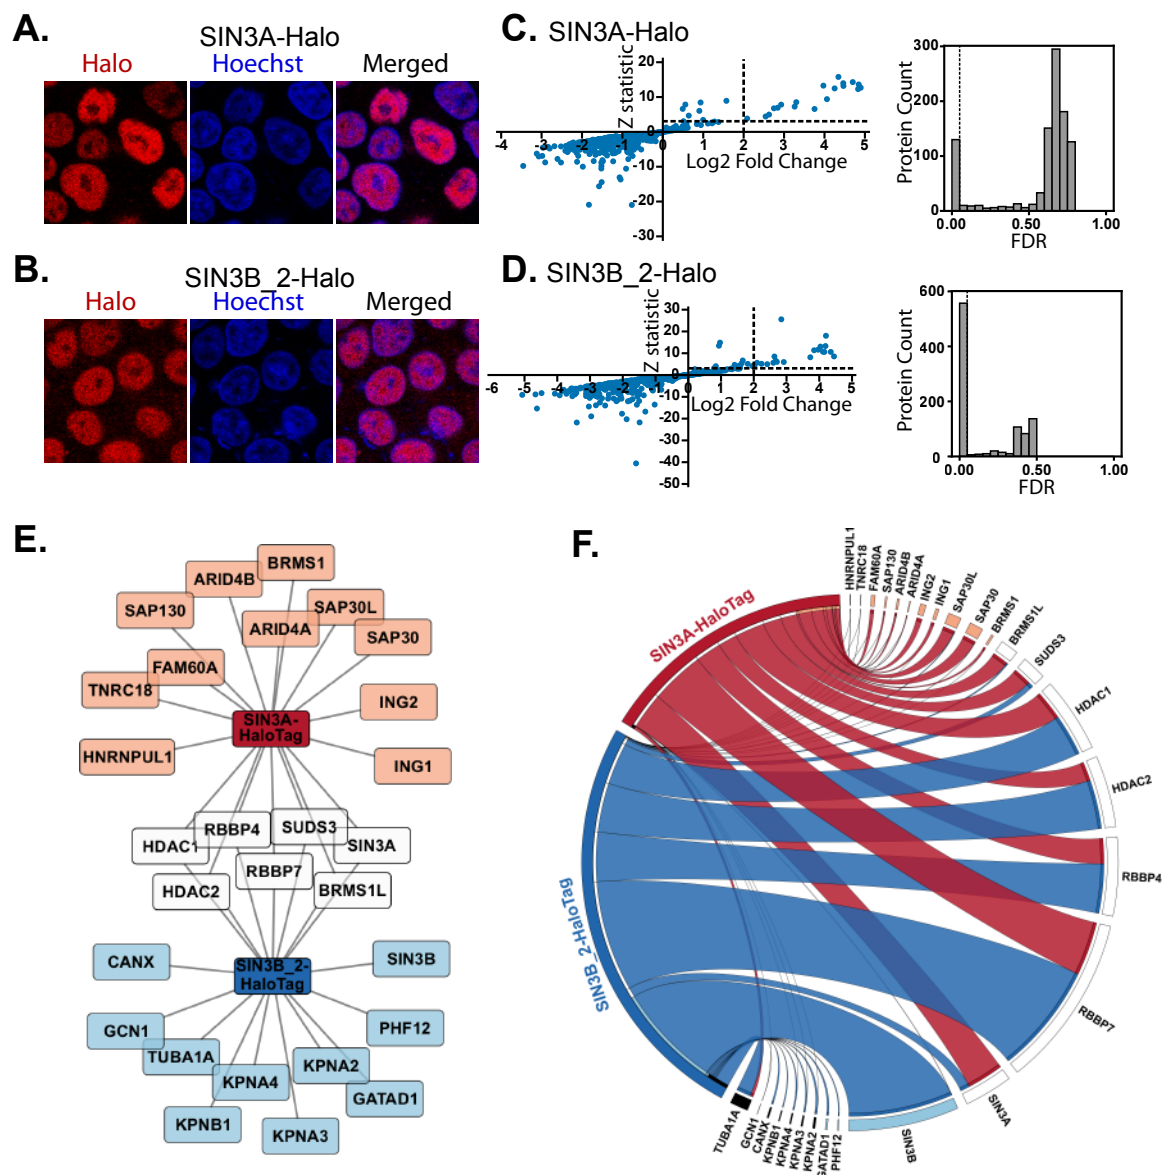 A.
SIN3A-Halo
Halo Hoechst Merged
B.
SIN3B_2-Halo
Halo Hoechst Merged
C. SIN3A-Halo
Z statistic
20
10
0
-10
-20
-30
-4 -3 -2 -1 0 1 2 3 4 5
Log2 Fold Change
Protein Count
300
200
100
0
0.00 0.50 1.00
FDR
D. SIN3B_2-Halo
Z statistic
30
20
10
0
-10
-20
-30
-40
-50
-6 -5 -4 -3 -2 -1 0 1 2 3 4 5
Log2 Fold Change
Protein Count
600
400
200
0
0.00 0.50 1.00
FDR
E.
BRMS1
ARID4B
SAP130
SAP30L
ARID4A
SAP30
FAM60A
TNRC18
ING2
SIN3A-
HaloTag
HNRNPUL1
ING1
RBBP4
SUDS3
HDAC1
SIN3A
RBBP7
HDAC2
BRMS1L
CANX
SIN3B_2-
HaloTag
SIN3B
GCN1
PHF12
TUBA1A
KPNA2
KPNA4
GATAD1
KPNB1
KPNA3
F.
SIN3A-HaloTag
HNRNPUL1
TNRC18
FAM60A
SAP130
ARID4B
ARID4A
ING2
ING1
SAP30L
SAP30
BRMS1
BRMS1L
SUDS3
HDAC1
HDAC2
RBBP4
RBBP7
SIN3A
SIN3B
PHF12
GATAD1
KPNA2
KPNA3
KPNA4
KPNB1
CANX
GCN1
TUBA1A
SIN3B_2-HaloTag